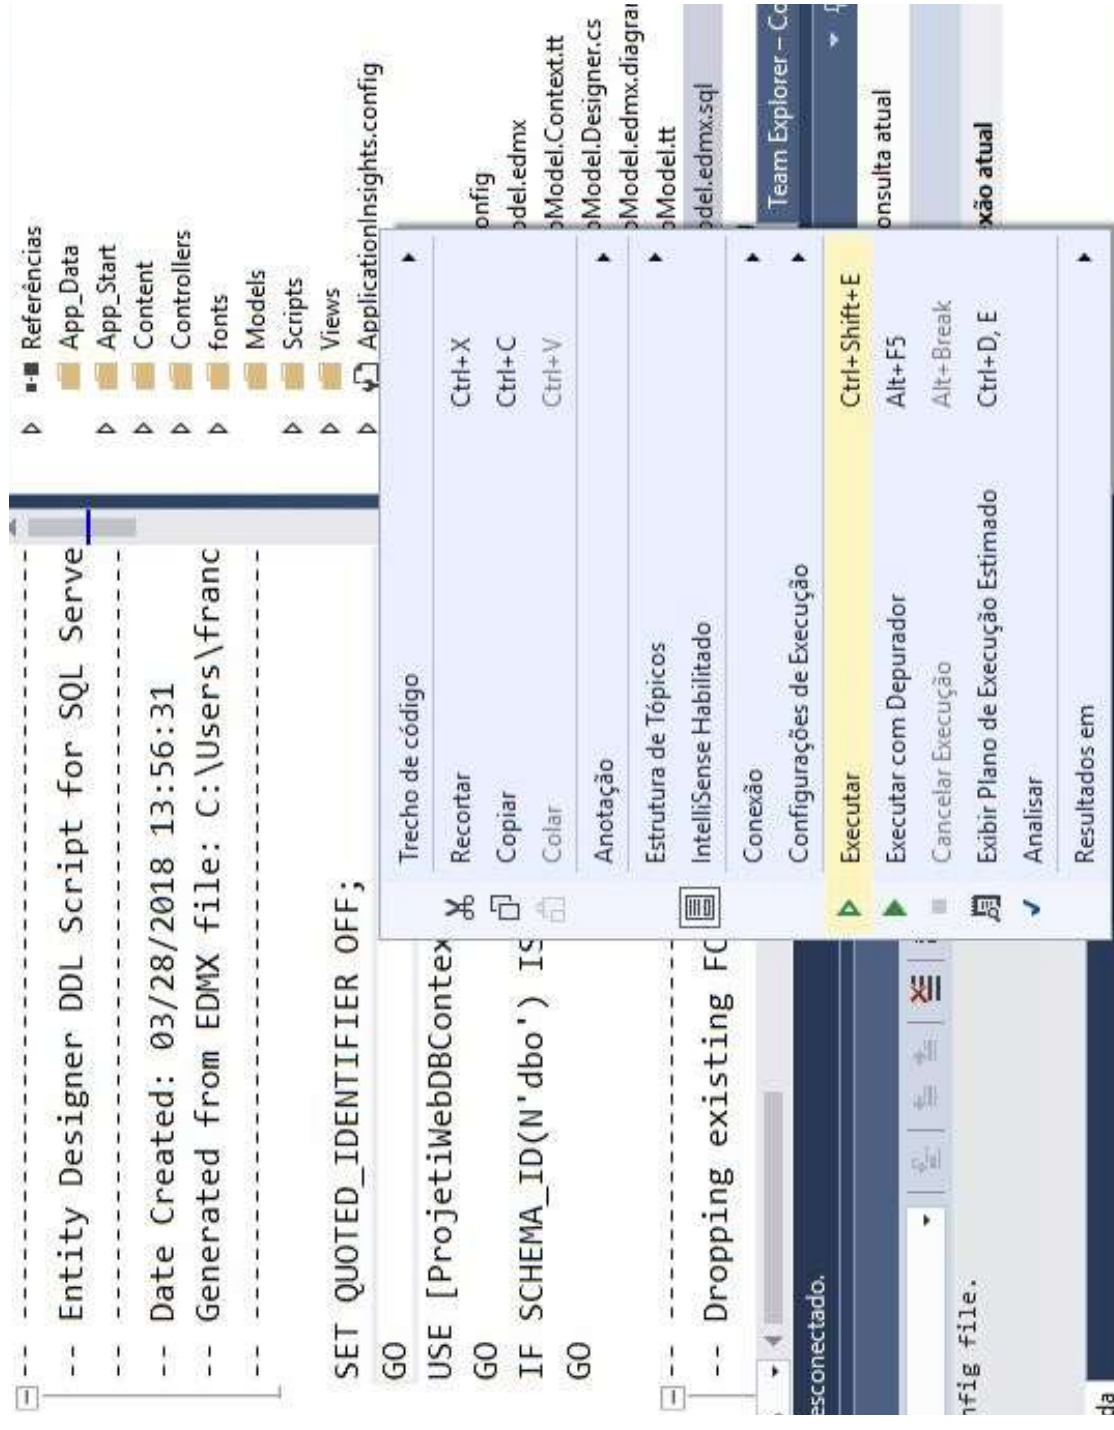 -- Entity Designer DDL Script for SQL Serve
-- Date Created: 03/28/2018 13:56:31
-- Generated from EDMX file: C:\Users\franc
SET QUOTED_IDENTIFIER OFF;
GO
USE [ProjetiWebDBContex
GO
IF SCHEMA_ID(N'dbo') IS
GO
-- Dropping existing FO
esconectado.
nfig file.
da
Referências
App_Data
App_Start
Content
Controllers
fonts
Models
Scripts
Views
ApplicationInsights.config
onfig
odel.edmx
oModel.Context.tt
oModel.Designer.cs
oModel.edmx.diagra
oModel.tt
odel.edmx.sql
Team Explorer – Co
onsulta atual
xão atual
Trecho de código
Recortar Ctrl+X
Copiar Ctrl+C
Colar Ctrl+V
Anotação
Estrutura de Tópicos
IntelliSense Habilitado
Conexão
Configurações de Execução
Executar Ctrl+Shift+E
Executar com Depurador Alt+F5
Cancelar Execução Alt+Break
Exibir Plano de Execução Estimado Ctrl+D, E
Analisar
Resultados em